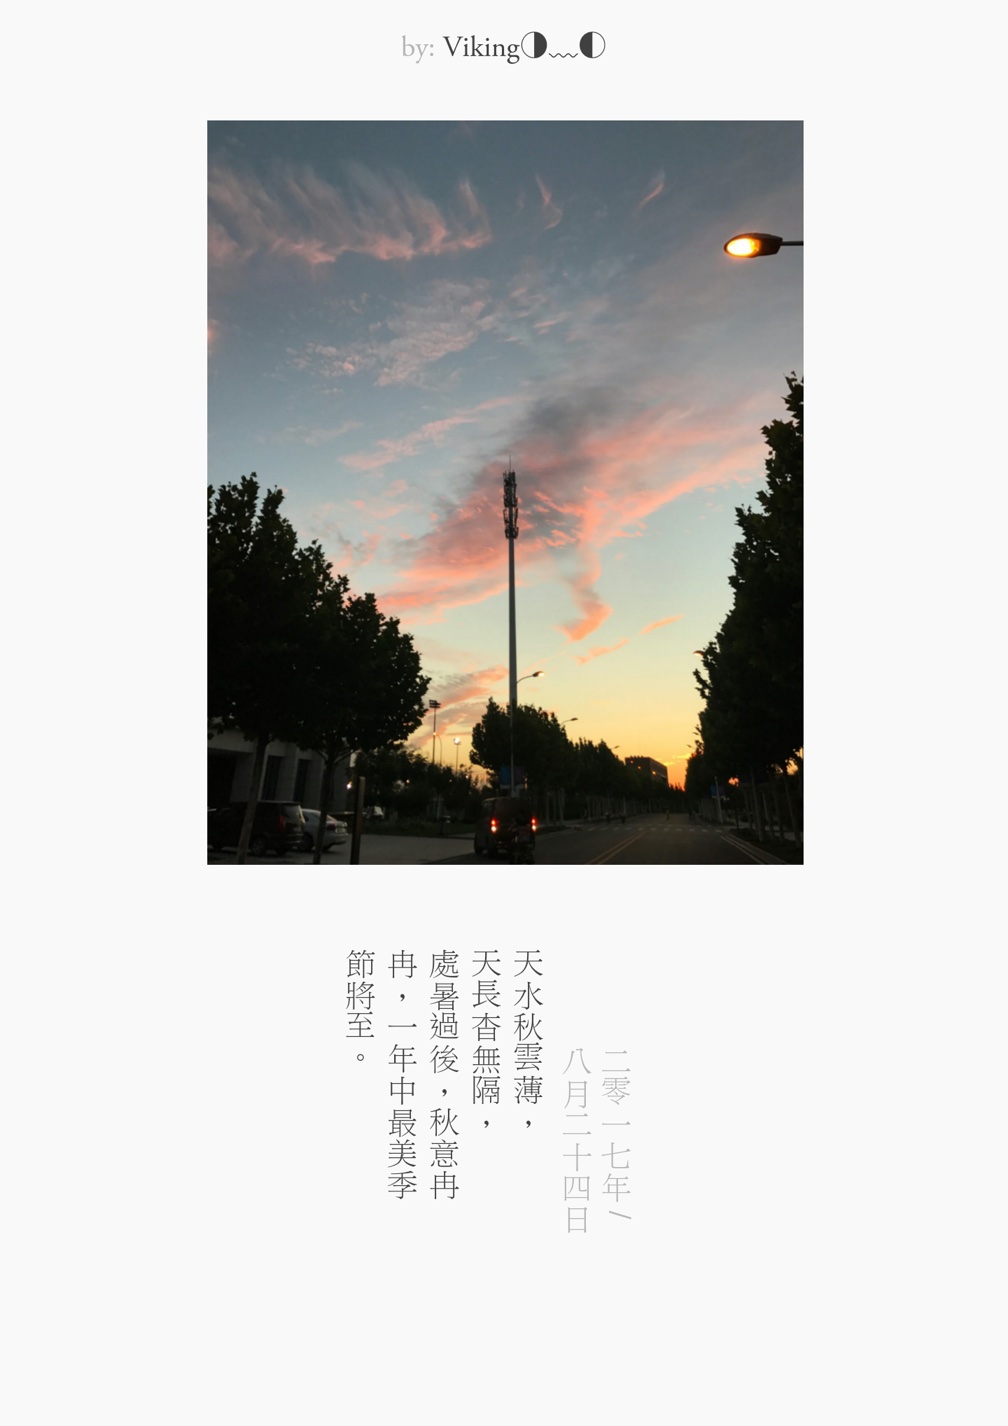 by: Viking◑﹏◐
二零一七年/
八月二十四日
天水秋雲薄，
天長杳無隔，
處暑過後，秋意冉
冉，一年中最美季
節將至。